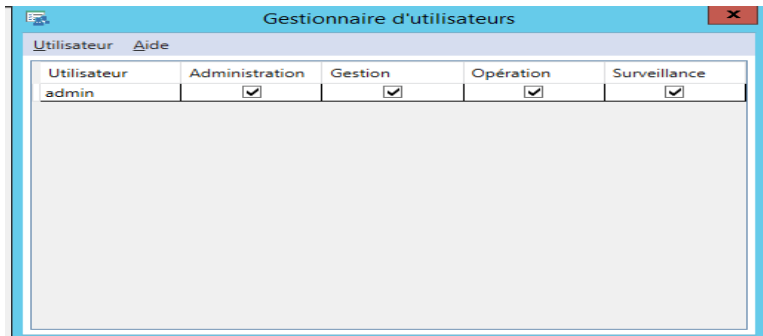 Gestionnaire d'utilisateurs
Utilisateur Aide
Utilisateur Administration Gestion Opération Surveillance
admin